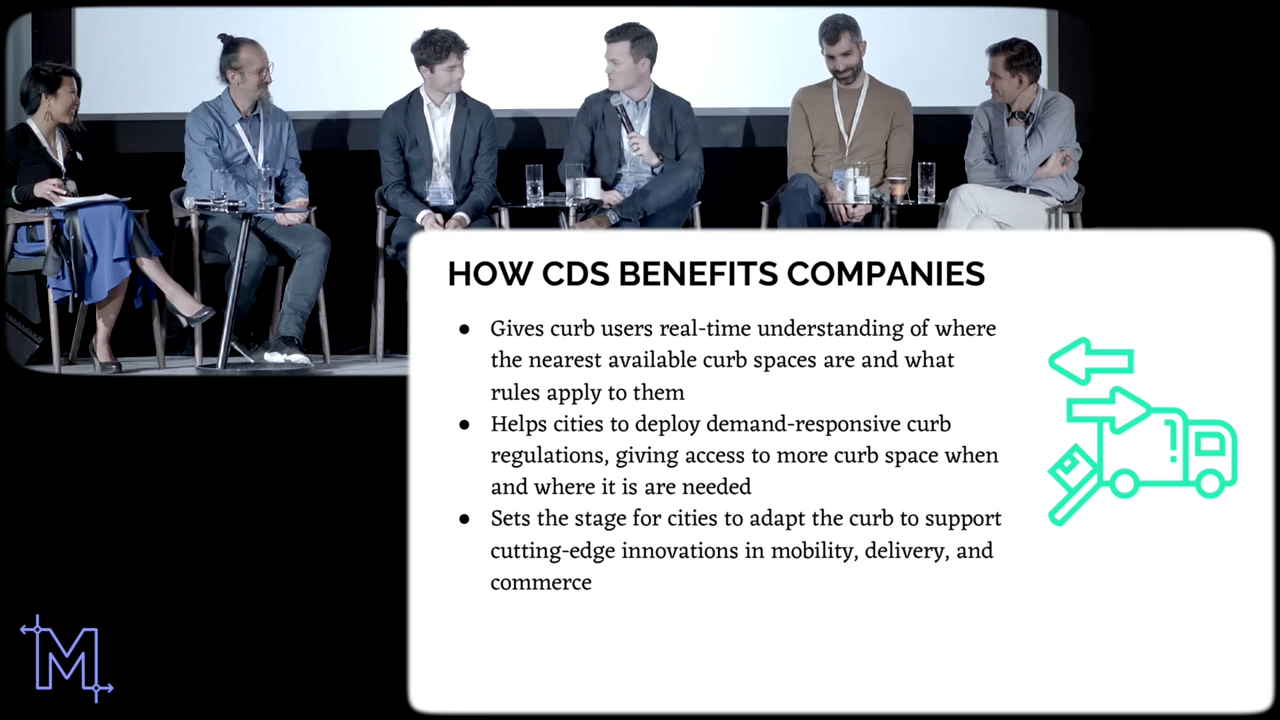 HOW CDS BENEFITS COMPANIES
● Gives curb users real-time understanding of where
the nearest available curb spaces are and what
rules apply to them
● Helps cities to deploy demand-responsive curb
regulations, giving access to more curb space when
and where it is are needed
● Sets the stage for cities to adapt the curb to support
cutting-edge innovations in mobility, delivery, and
commerce
M